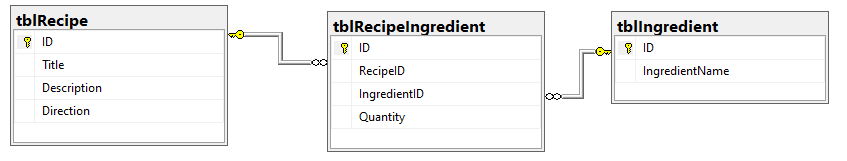 tblRecipe
ID
Title
Description
Direction
tblRecipeIngredient
ID
RecipeID
IngredientID
Quantity
tblIngredient
ID
IngredientName